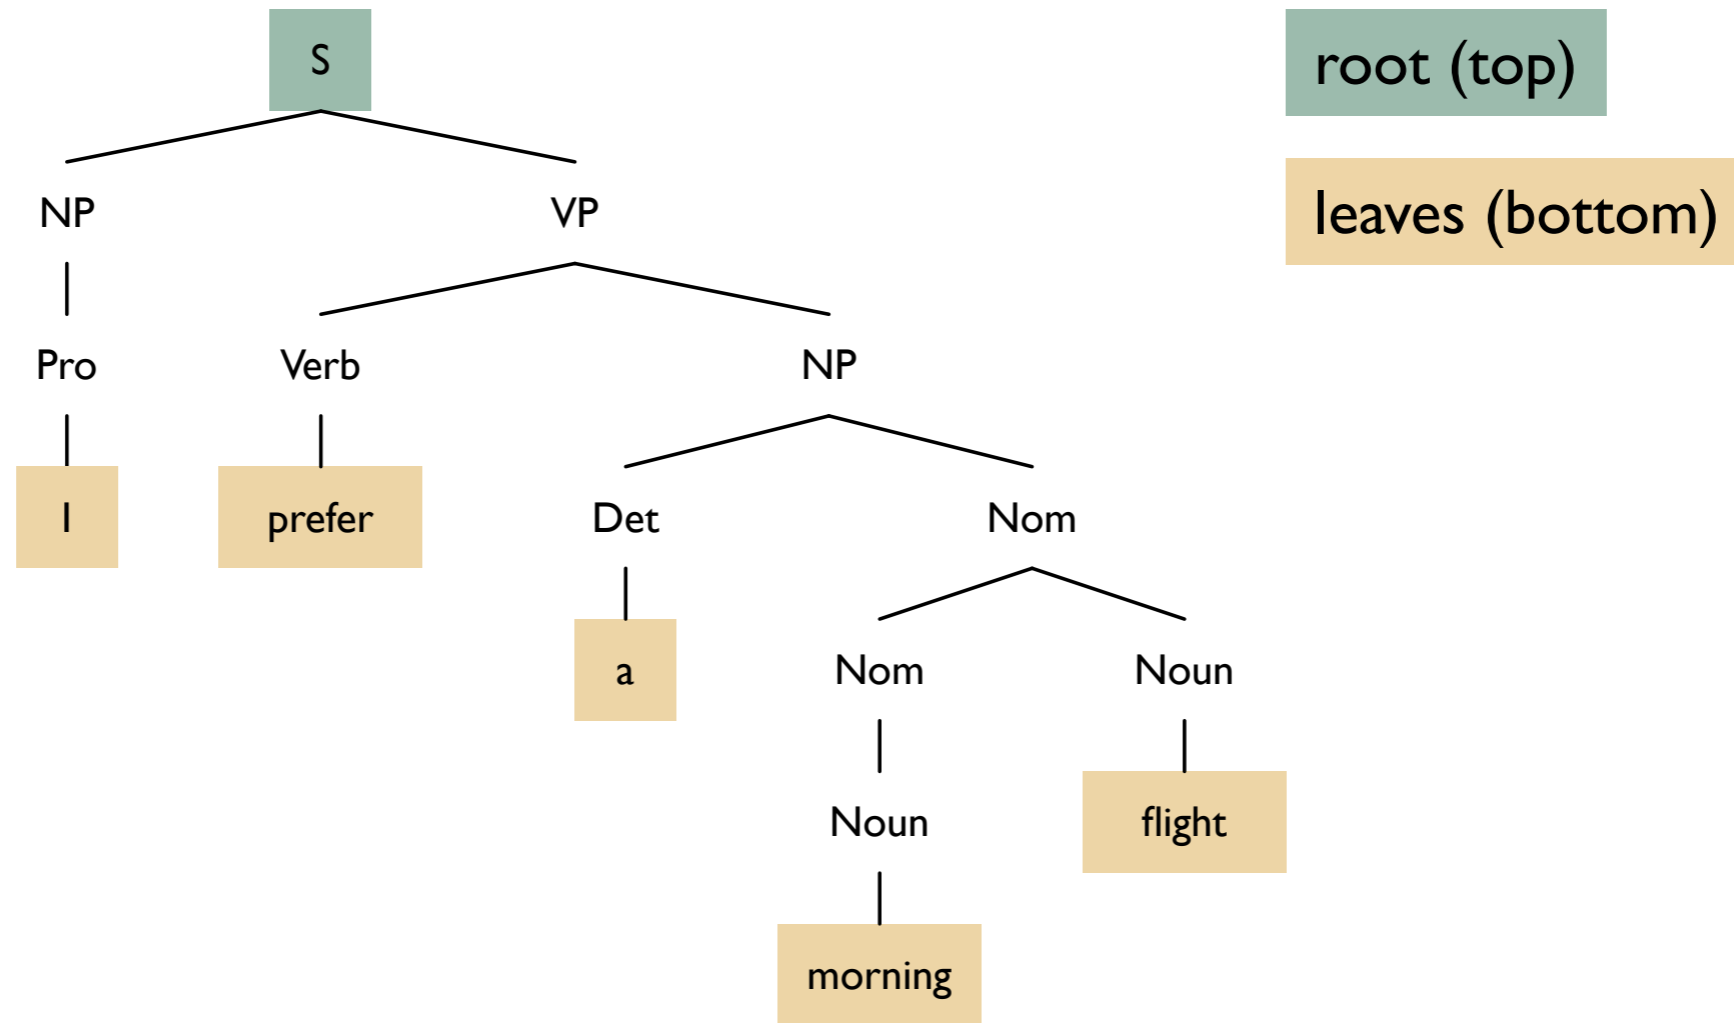 S
root (top)
NP
VP
leaves (bottom)
Pro
Verb
NP
I
prefer
Det
Nom
a
Nom
Noun
Noun
flight
morning